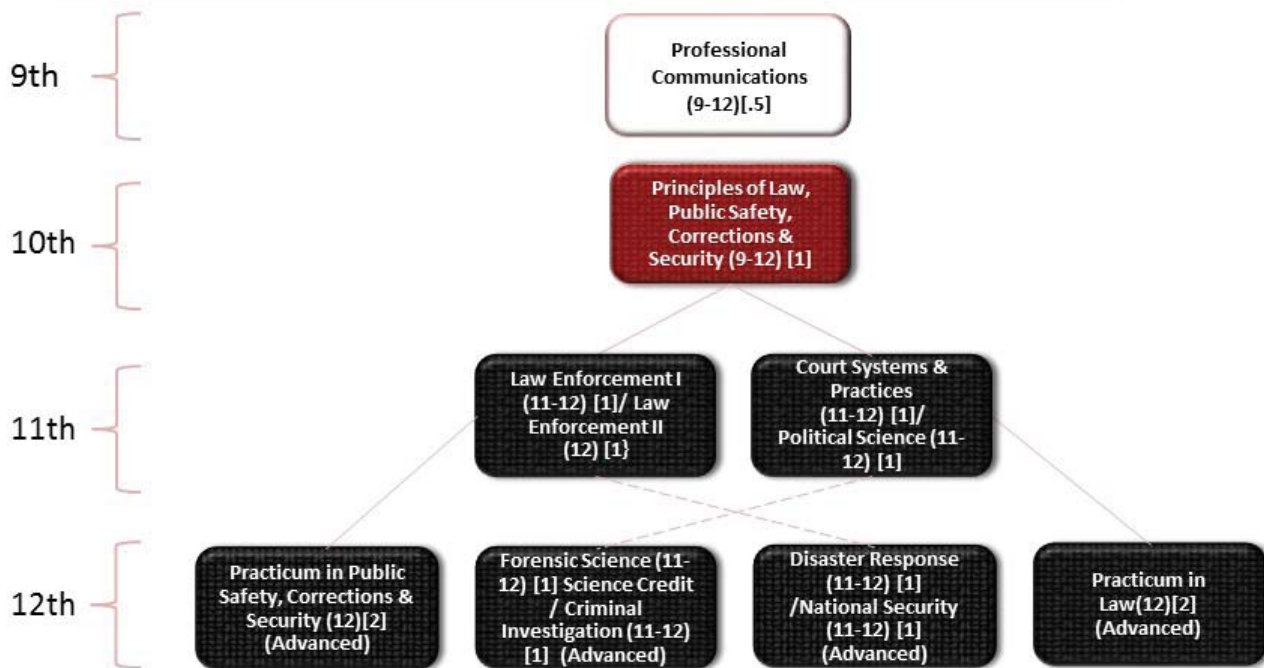 9th
Professional
Communications
(9-12)[.5]
10th
Principles of Law,
Public Safety,
Corrections &
Security (9-12) [1]
11th
Law Enforcement I
(11-12) [1]/ Law
Enforcement II
(12) [1}
Court Systems &
Practices
(11-12) [1]/
Political Science (11-
12) [1]
12th
Practicum in Public
Safety, Corrections &
Security (12)[2]
(Advanced)
Forensic Science (11-
12) [1] Science Credit
/ Criminal
Investigation (11-12)
[1]  (Advanced)
Disaster Response
(11-12) [1]
/National Security
(11-12) [1]
(Advanced)
Practicum in
Law(12)[2]
(Advanced)